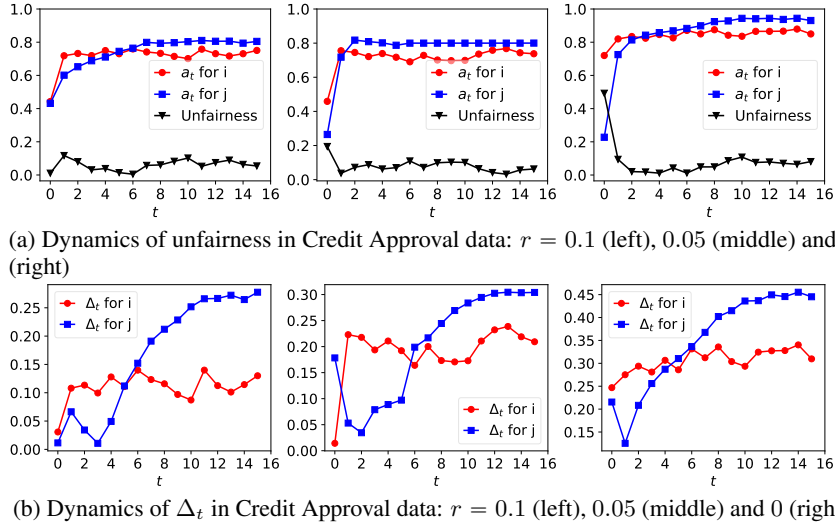 1.0
0.8
0.6
0.4
0.2
0.0
a_t for i
a_t for j
Unfairness
0 2 4 6 8 10 12 14 16
t
1.0
0.8
0.6
0.4
0.2
0.0
a_t for i
a_t for j
Unfairness
0 2 4 6 8 10 12 14 16
t
1.0
0.8
0.6
0.4
0.2
0.0
a_t for i
a_t for j
Unfairness
0 2 4 6 8 10 12 14 16
t
(a) Dynamics of unfairness in Credit Approval data: r = 0.1 (left), 0.05 (middle) and
(right)
0.25
0.20
0.15
0.10
0.05
0.00
Δ_t for i
Δ_t for j
0 2 4 6 8 10 12 14 16
t
0.30
0.25
0.20
0.15
0.10
0.05
0.00
Δ_t for i
Δ_t for j
0 2 4 6 8 10 12 14 16
t
0.45
0.40
0.35
0.30
0.25
0.20
0.15
Δ_t for i
Δ_t for j
0 2 4 6 8 10 12 14 16
t
(b) Dynamics of Δ_t in Credit Approval data: r = 0.1 (left), 0.05 (middle) and 0 (righ